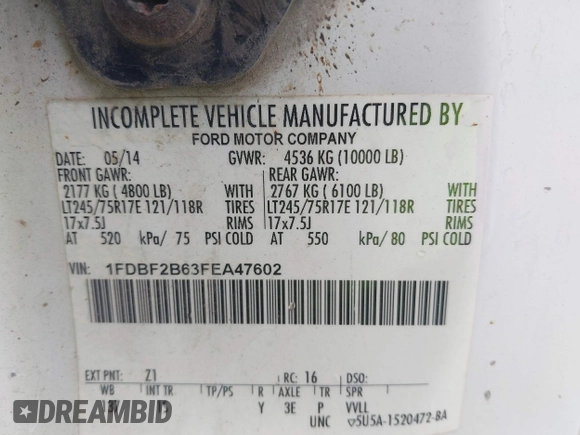 INCOMPLETE VEHICLE MANUFACTURED BY
FORD MOTOR COMPANY
DATE: 05/14 GVWR: 4536 KG (10000 LB)
FRONT GAWR: REAR GAWR:
2177 KG ( 4800 LB) WITH 2767 KG ( 6100 LB) WITH
LT245/75R17E 121/118R TIRES LT245/75R17E 121/118R TIRES
17x7.5J RIMS 17x7.5J RIMS
AT 520 kPa/ 75 PSI COLD AT 550 kPa/ 80 PSI COLD
VIN: 1FDBF2B63FEA47602
EXT PNT: Z1 RC: 16 DSO:
WB INT TR TP/PS R AXLE TR SPR
Y 3E P VVLL
UNC ▽5U5A-1520472-BA
DREAMBID